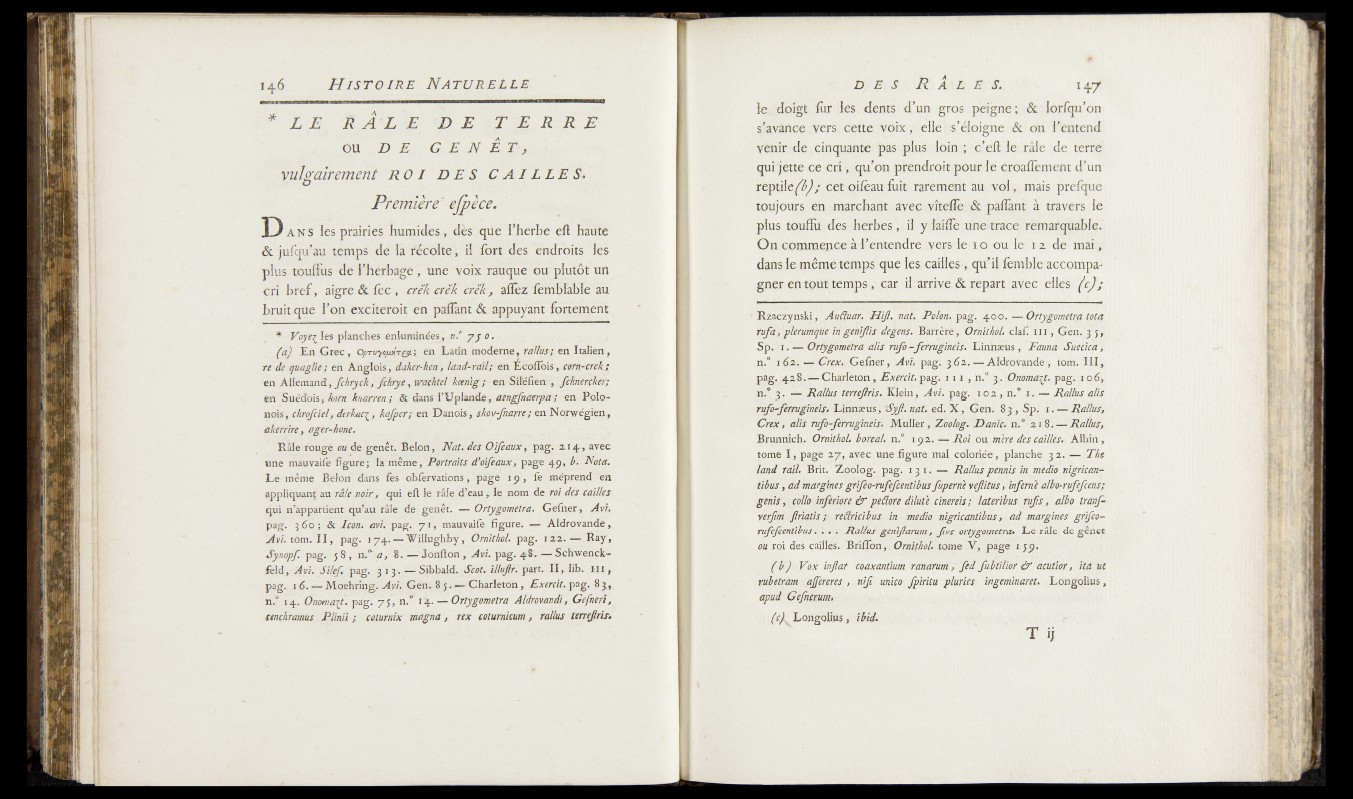 146 HISTOIRE NATURELLE
* LE RÂLE DE TERRE
ou DE GENÊT,
vulgairement ROI DES CAILLES.
Première eſpèce.
DANS les prairies humides, dès que l'herbe eſt haute
& juſqu'au temps de la récolte, il ſort des endroits les
plus touffus de l'herbage, une voix rauque ou plutôt un
cri bref, aigre & ſec, crëk crëk crëk, aſſez ſemblable au
bruit que l'on exciteroit en paſſant & appuyant fortement
* Voyez les planches enluminées, n.° 750.
(a) En Grec, Ορτυγομήτρα; en Latin moderne, rallus; en Italien,
re de quaglie; en Anglois, daker-hen, land-rail; en Écoſſois, corn-crek;
en Allemand, ſchryck, ſchrye, wachtel kœnig; en Siléſien, ſchnercker;
en Suédois, korn knarren; & dans l'Uplande, aengſnaerpa; en Polo-
nois, chroſciel, derkacz, kaſper; en Danois, skov-ſnarre; en Norwégien,
akerrire, ager-hone.
Râle rouge ou de genêt. Belon, Nat. des Oiſeaux, pag. 214, avec
une mauvaiſe figure; la même, Portraits d'oiſeaux, page 49, b. Nota.
Le même Belon dans ſes obſervations, page 19, ſe méprend en
appliquant au râle noir, qui eſt le râle d'eau, le nom de roi des cailles
qui n'appartient qu'au râle de genêt. — Ortygometra. Geſner, Avi.
pag. 360; & Icon. avi. pag. 71, mauvaiſe figure. — Aldrovande,
Avi. tom. II, pag. 174. — Willughby, Ornithol. pag. 122. — Ray,
Synopſ. pag. 58, n.° a, 8. — Jonſton, Avi. pag. 48. — Schwenck-
feld, Avi. Sileſ. pag. 313. — Sibbald. Scot. illuſtr. part. II, lib. III,
pag. 16. — Moehring. Avi. Gen. 85. — Charleton, Exercit. pag. 83,
n.° 14. Onomazt. pag. 75, n.° 14. — Ortygometra Aldrovandi, Geſneri,
cenchramus Plinii; coturnix magna, rex coturnicum, rallus terreſtris.
DES RÂLES. 147
le doigt ſur les dents d'un gros peigne; & lorſqu'on
s'avance vers cette voix, elle s'éloigne & on l'entend
venir de cinquante pas plus loin; c'eſt le râle de terre
qui jette ce cri, qu'on prendroit pour le croaſſement d'un
reptile (b); cet oiſeau fuit rarement au vol, mais preſque
toujours en marchant avec vîteſſe & paſſant à travers le
plus touffu des herbes, il y laiſſe une trace remarquable.
On commence à l'entendre vers le 10 ou le 12 de mai,
dans le même temps que les cailles, qu'il ſemble accompa-
gner en tout temps, car il arrive & repart avec elles (c);
Rzaczynski, Auctuar. Hiſt. nat. Polon. pag. 400. — Ortygometra tota
rufa, plerumque in geniſtis degens. Barrère, Ornithol. claſ. III, Gen. 35,
Sp. 1. — Ortygometra alis rufo-ferrugineis. Linnæus, Fauna Suecica,
n.° 162. — Crex. Geſner, Avi. pag. 362. — Aldrovande, tom. III,
pag. 428. — Charleton, Exercit. pag. 111, n.° 3. Onomazt. pag. 106,
n.° 3. — Rallus terreſtris. Klein, Avi. pag. 102, n.° 1. — Rallus alis
rufo-ferrugineis. Linnæus, Syſt. nat. ed. X, Gen. 83, Sp. 1. — Rallus,
Crex, alis rufo-ferrugineis. Muller, Zoolog. Danic. n.° 218. — Rallus,
Brunnich. Ornithol. boreal. n.° 192. — Roi ou mère des cailles. Albin,
tome I, page 27, avec une figure mal coloriée, planche 32. — The
land rail. Brit. Zoolog. pag. 131. — Rallus pennis in medio nigrican-
tibus, ad margines griſeo-rufeſcentibus ſupernè veſtitus, infernè albo-rufeſcens;
genis, collo inferiore & pectore dilutè cinereis; lateribus rufis, albo tranſ-
verſim ſtriatis; rectricibus in medio nigricantibus, ad margines griſeo-
rufeſcentibus.... Rallus geniſtarum, ſive ortygometra. Le râle de gênet
ou roi des cailles. Briſſon, Ornithol. tome V, page 159.
(b) Vox inſtar coaxantium ranarum, ſed ſubtilior & acutior, ita ut
rubetram aſſereres, niſi unico ſpiritu pluries ingeminaret. Longolius,
apud Geſnerum.
(c) Longolius, ibid.
T ij